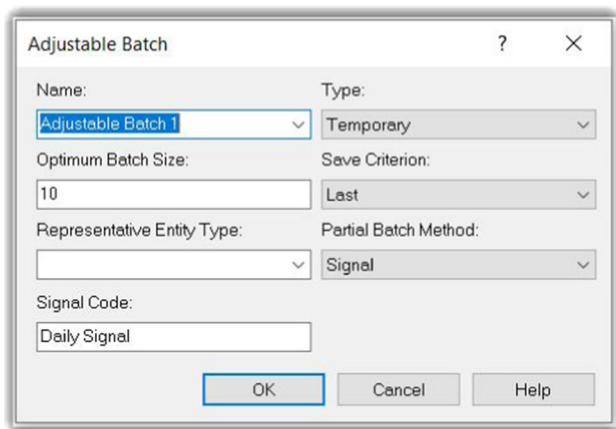 Adjustable Batch ?
Name: Type:
Adjustable Batch 1 Temporary
Optimum Batch Size: Save Criterion:
10 Last
Representative Entity Type: Partial Batch Method:
Signal
Signal Code:
Daily Signal
OK Cancel Help